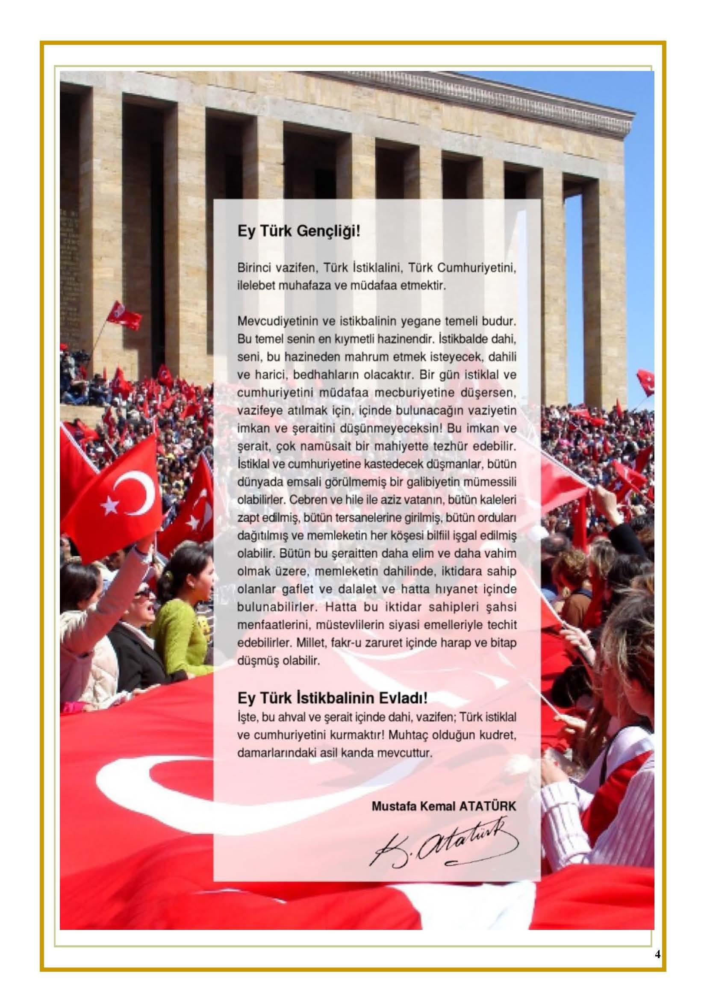 Ey Türk Gençliği!
Birinci vazifen, Türk İstiklalini, Türk Cumhuriyetini,
ilelebet muhafaza ve müdafaa etmektir.
Mevcudiyetinin ve istikbalinin yegane temeli budur.
Bu temel senin en kıymetli hazinendir. İstikbalde dahi,
seni, bu hazineden mahrum etmek isteyecek, dahili
ve harici, bedhahların olacaktır. Bir gün istiklal ve
cumhuriyetini müdafaa mecburiyetine düşersen,
vazifeye atılmak için, içinde bulunacağın vaziyetin
imkan ve şeraitini düşünmeyeceksin! Bu imkan ve
şerait, çok namüsait bir mahiyette tezhür edebilir.
İstiklal ve cumhuriyetine kastedecek düşmanlar, bütün
dünyada emsali görülmemiş bir galibiyetin mümessili
olabilirler. Cebren ve hile ile aziz vatanın, bütün kaleleri
zapt edilmiş, bütün tersanelerine girilmiş, bütün orduları
dağıtılmış ve memleketin her köşesi bilfiil işgal edilmiş
olabilir. Bütün bu şeraitten daha elim ve daha vahim
olmak üzere, memleketin dahilinde, iktidara sahip
olanlar gaflet ve dalalet ve hatta hıyanet içinde
bulunabilirler. Hatta bu iktidar sahipleri şahsi
menfaatlerini, müstevlilerin siyasi emelleriyle techit
edebilirler. Millet, fakr-u zaruret içinde harap ve bitap
düşmüş olabilir.
Ey Türk İstikbalinin Evladı!
İşte, bu ahval ve şerait içinde dahi, vazifen; Türk istiklal
ve cumhuriyetini kurmaktır! Muhtaç olduğun kudret,
damarlarındaki asil kanda mevcuttur.
Mustafa Kemal ATATÜRK
K. Atatürk
4